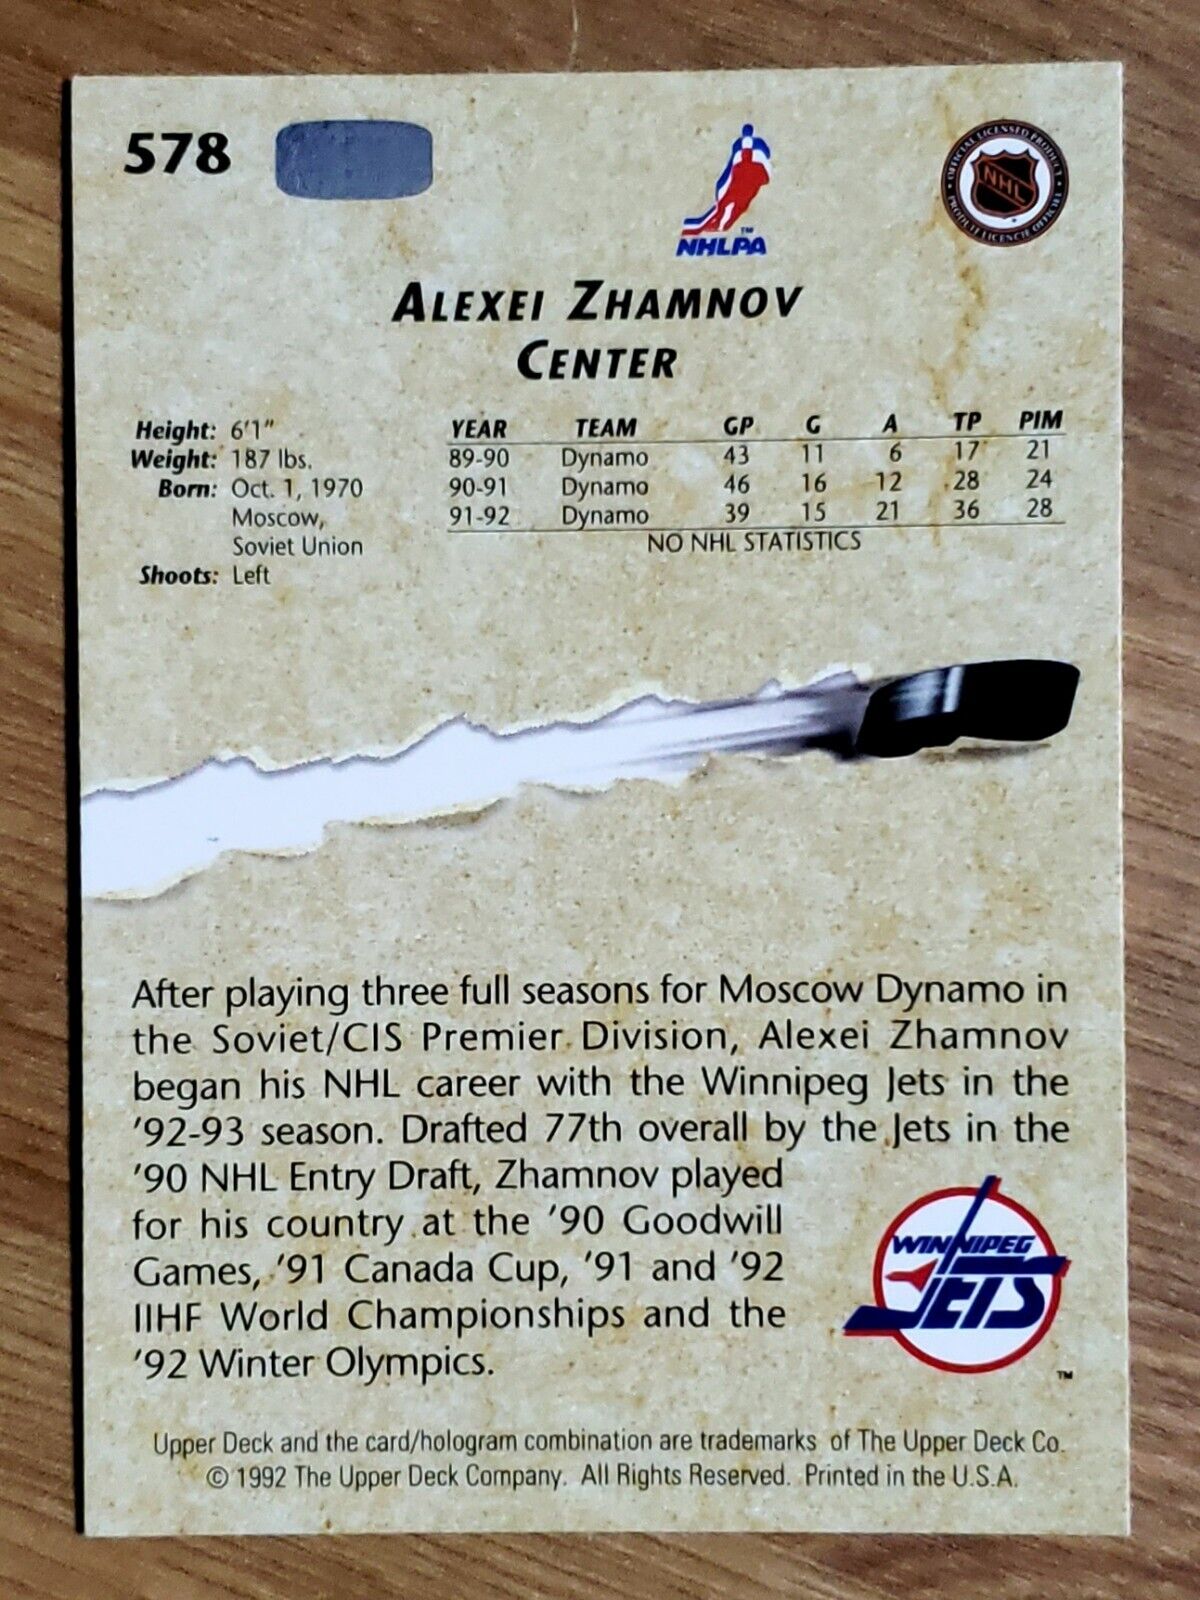 578
NHLPA
™
OFFICIAL LICENSED PRODUCT
NHL
PRODUIT LICENCIE OFFICIEL
ALEXEI ZHAMNOV
CENTER
Height: 6'1"
Weight: 187 lbs.
Born: Oct. 1, 1970
Moscow,
Soviet Union
Shoots: Left
YEAR TEAM GP G A TP PIM
89-90 Dynamo 43 11 6 17 21
90-91 Dynamo 46 16 12 28 24
91-92 Dynamo 39 15 21 36 28
NO NHL STATISTICS
After playing three full seasons for Moscow Dynamo in
the Soviet/CIS Premier Division, Alexei Zhamnov
began his NHL career with the Winnipeg Jets in the
'92-93 season. Drafted 77th overall by the Jets in the
'90 NHL Entry Draft, Zhamnov played
for his country at the '90 Goodwill
Games, '91 Canada Cup, '91 and '92
IIHF World Championships and the
'92 Winter Olympics.
WINNIPEG
JETS
™
Upper Deck and the card/hologram combination are trademarks of The Upper Deck Co.
© 1992 The Upper Deck Company. All Rights Reserved. Printed in the U.S.A.